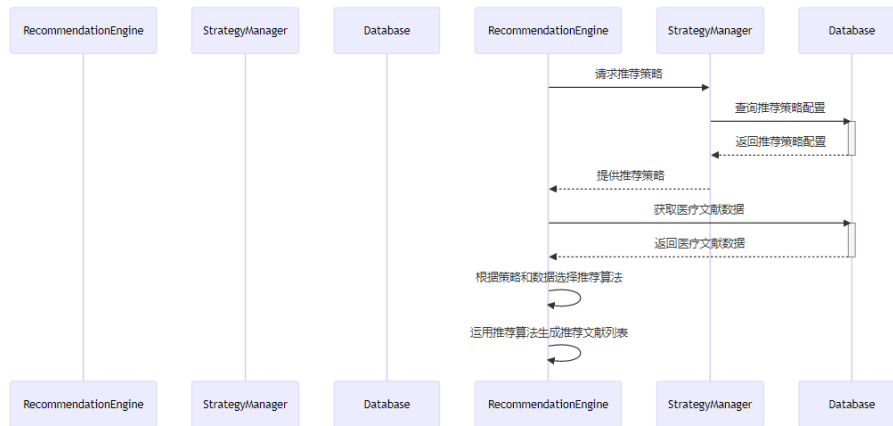 RecommendationEngine
StrategyManager
Database
RecommendationEngine
StrategyManager
Database
请求推荐策略
查询推荐策略配置
返回推荐策略配置
提供推荐策略
获取医疗文献数据
返回医疗文献数据
根据策略和数据选择推荐算法
运用推荐算法生成推荐文献列表
RecommendationEngine
StrategyManager
Database
RecommendationEngine
StrategyManager
Database